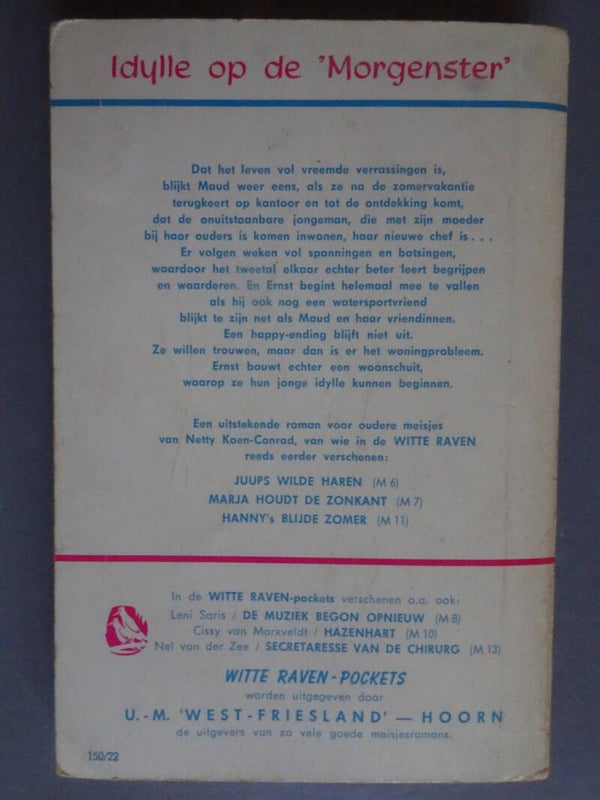 Idylle op de 'Morgenster'
Dat het leven vol vreemde verrassingen is,
blijkt Maud weer eens, als ze na de zomervakantie
terugkeert op kantoor en tot de ontdekking komt,
dat de onuitstaanbare jongeman, die met zijn moeder
bij haar ouders is komen inwonen, haar nieuwe chef is...
Er volgen weken vol spanningen en botsingen,
waardoor het tweetal elkaar echter beter leert begrijpen
en waarderen. En Ernst begint helemaal mee te vallen
als hij ook nog een watersportvriend
blijkt te zijn net als Maud en haar vriendinnen.
Een happy-ending blijft niet uit.
Ze willen trouwen, maar dan is er het woningprobleem.
Ernst bouwt echter een woonschuit,
waarop ze hun jonge idylle kunnen beginnen.
Een uitstekende roman voor oudere meisjes
van Netty Koen-Conrad, van wie in de WITTE RAVEN
reeds eerder verschenen:
JUUPS WILDE HAREN (M 6)
MARJA HOUDT DE ZONKANT (M 7)
HANNY's BLIJDE ZOMER (M 11)
In de WITTE RAVEN-pockets verschenen o.a. ook:
Leni Saris / DE MUZIEK BEGON OPNIEUW (M 8)
Cissy van Marxveldt / HAZENHART (M 10)
Nel van der Zee / SECRETARESSE VAN DE CHIRURG (M 13)
WITTE RAVEN-POCKETS
worden uitgegeven door
U.-M. 'WEST-FRIESLAND' — HOORN
de uitgevers van zo vele goede meisjesromans.
150/22